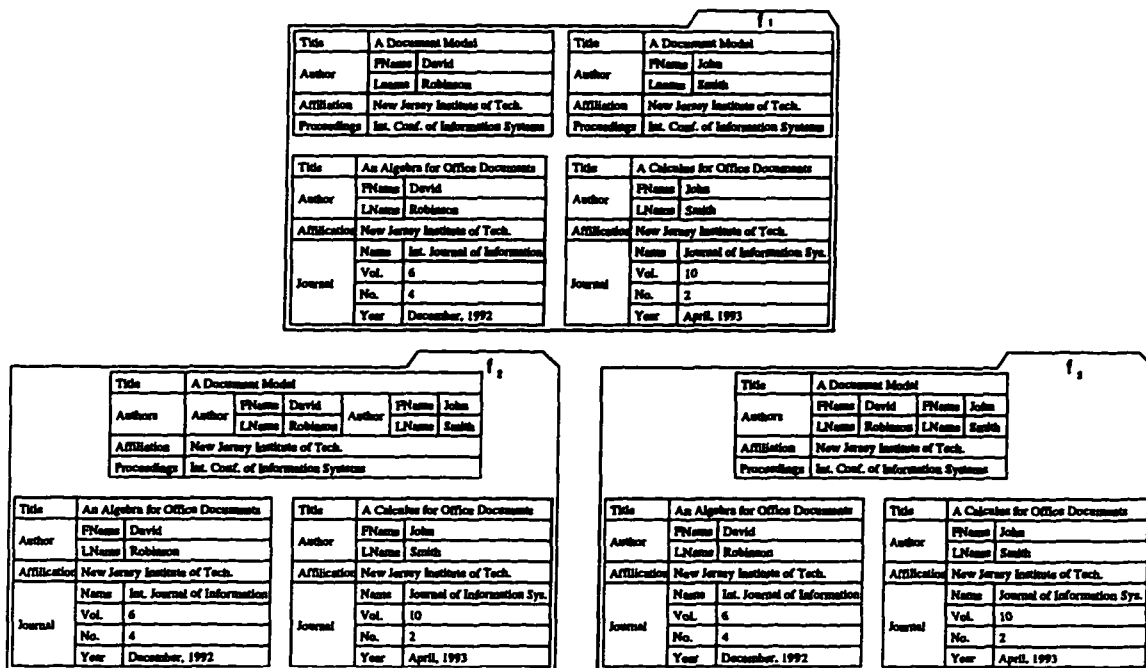 f 1
Title A Document Model
Author FName David
Lname Robinson
Affiliation New Jersey Institute of Tech.
Proceedings Int. Conf. of Information Systems
Title A Document Model
Author FName John
Lname Smith
Affiliation New Jersey Institute of Tech.
Proceedings Int. Conf. of Information Systems
Title An Algebra for Office Documents
Author FName David
LName Robinson
Affilication New Jersey Institute of Tech.
Journal Name Int. Journal of Information
Vol. 6
No. 4
Year December, 1992
Title A Calculus for Office Documents
Author FName John
LName Smith
Affilication New Jersey Institute of Tech.
Journal Name Journal of Information Sys.
Vol. 10
No. 2
Year April, 1993
f 2
Title A Document Model
Authors Author FName David Author FName John
LName Robinson LName Smith
Affiliation New Jersey Institute of Tech.
Proceedings Int. Conf. of Information Systems
Title An Algebra for Office Documents
Author FName David
LName Robinson
Affilication New Jersey Institute of Tech.
Journal Name Int. Journal of Information
Vol. 6
No. 4
Year December, 1992
Title A Calculus for Office Documents
Author FName John
LName Smith
Affilication New Jersey Institute of Tech.
Journal Name Journal of Information Sys.
Vol. 10
No. 2
Year April, 1993
f 3
Title A Document Model
Authors FName David FName John
LName Robinson LName Smith
Affiliation New Jersey Institute of Tech.
Proceedings Int. Conf. of Information Systems
Title An Algebra for Office Documents
Author FName David
LName Robinson
Affilication New Jersey Institute of Tech.
Journal Name Int. Journal of Information
Vol. 6
No. 4
Year December, 1992
Title A Calculus for Office Documents
Author FName John
LName Smith
Affilication New Jersey Institute of Tech.
Journal Name Journal of Information Sys.
Vol. 10
No. 2
Year April, 1993